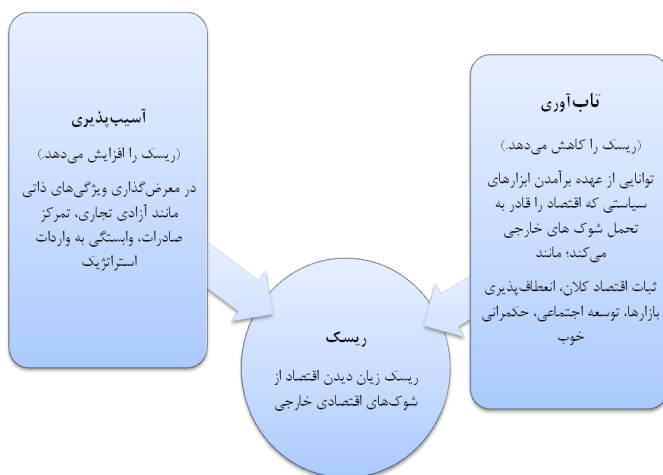 تاب‌آوری
(ریسک را کاهش می‌دهد.)
توانایی از عهده برآمدن ابزارهای
سیاستی که اقتصاد را قادر به
تحمل شوک های خارجی
می‌کند؛ مانند
ثبات اقتصاد کلان، انعطاف‌پذیری
بازارها، توسعه اجتماعی، حکمرانی
خوب
آسیب‌پذیری
(ریسک را افزایش می‌دهد.)
در معرض‌گذاری ویژگی‌های ذاتی
مانند آزادی تجاری، تمرکز
صادرات، وابستگی به واردات
استراتژیک
ریسک
ریسک زیان دیدن اقتصاد از
شوک‌های اقتصادی خارجی